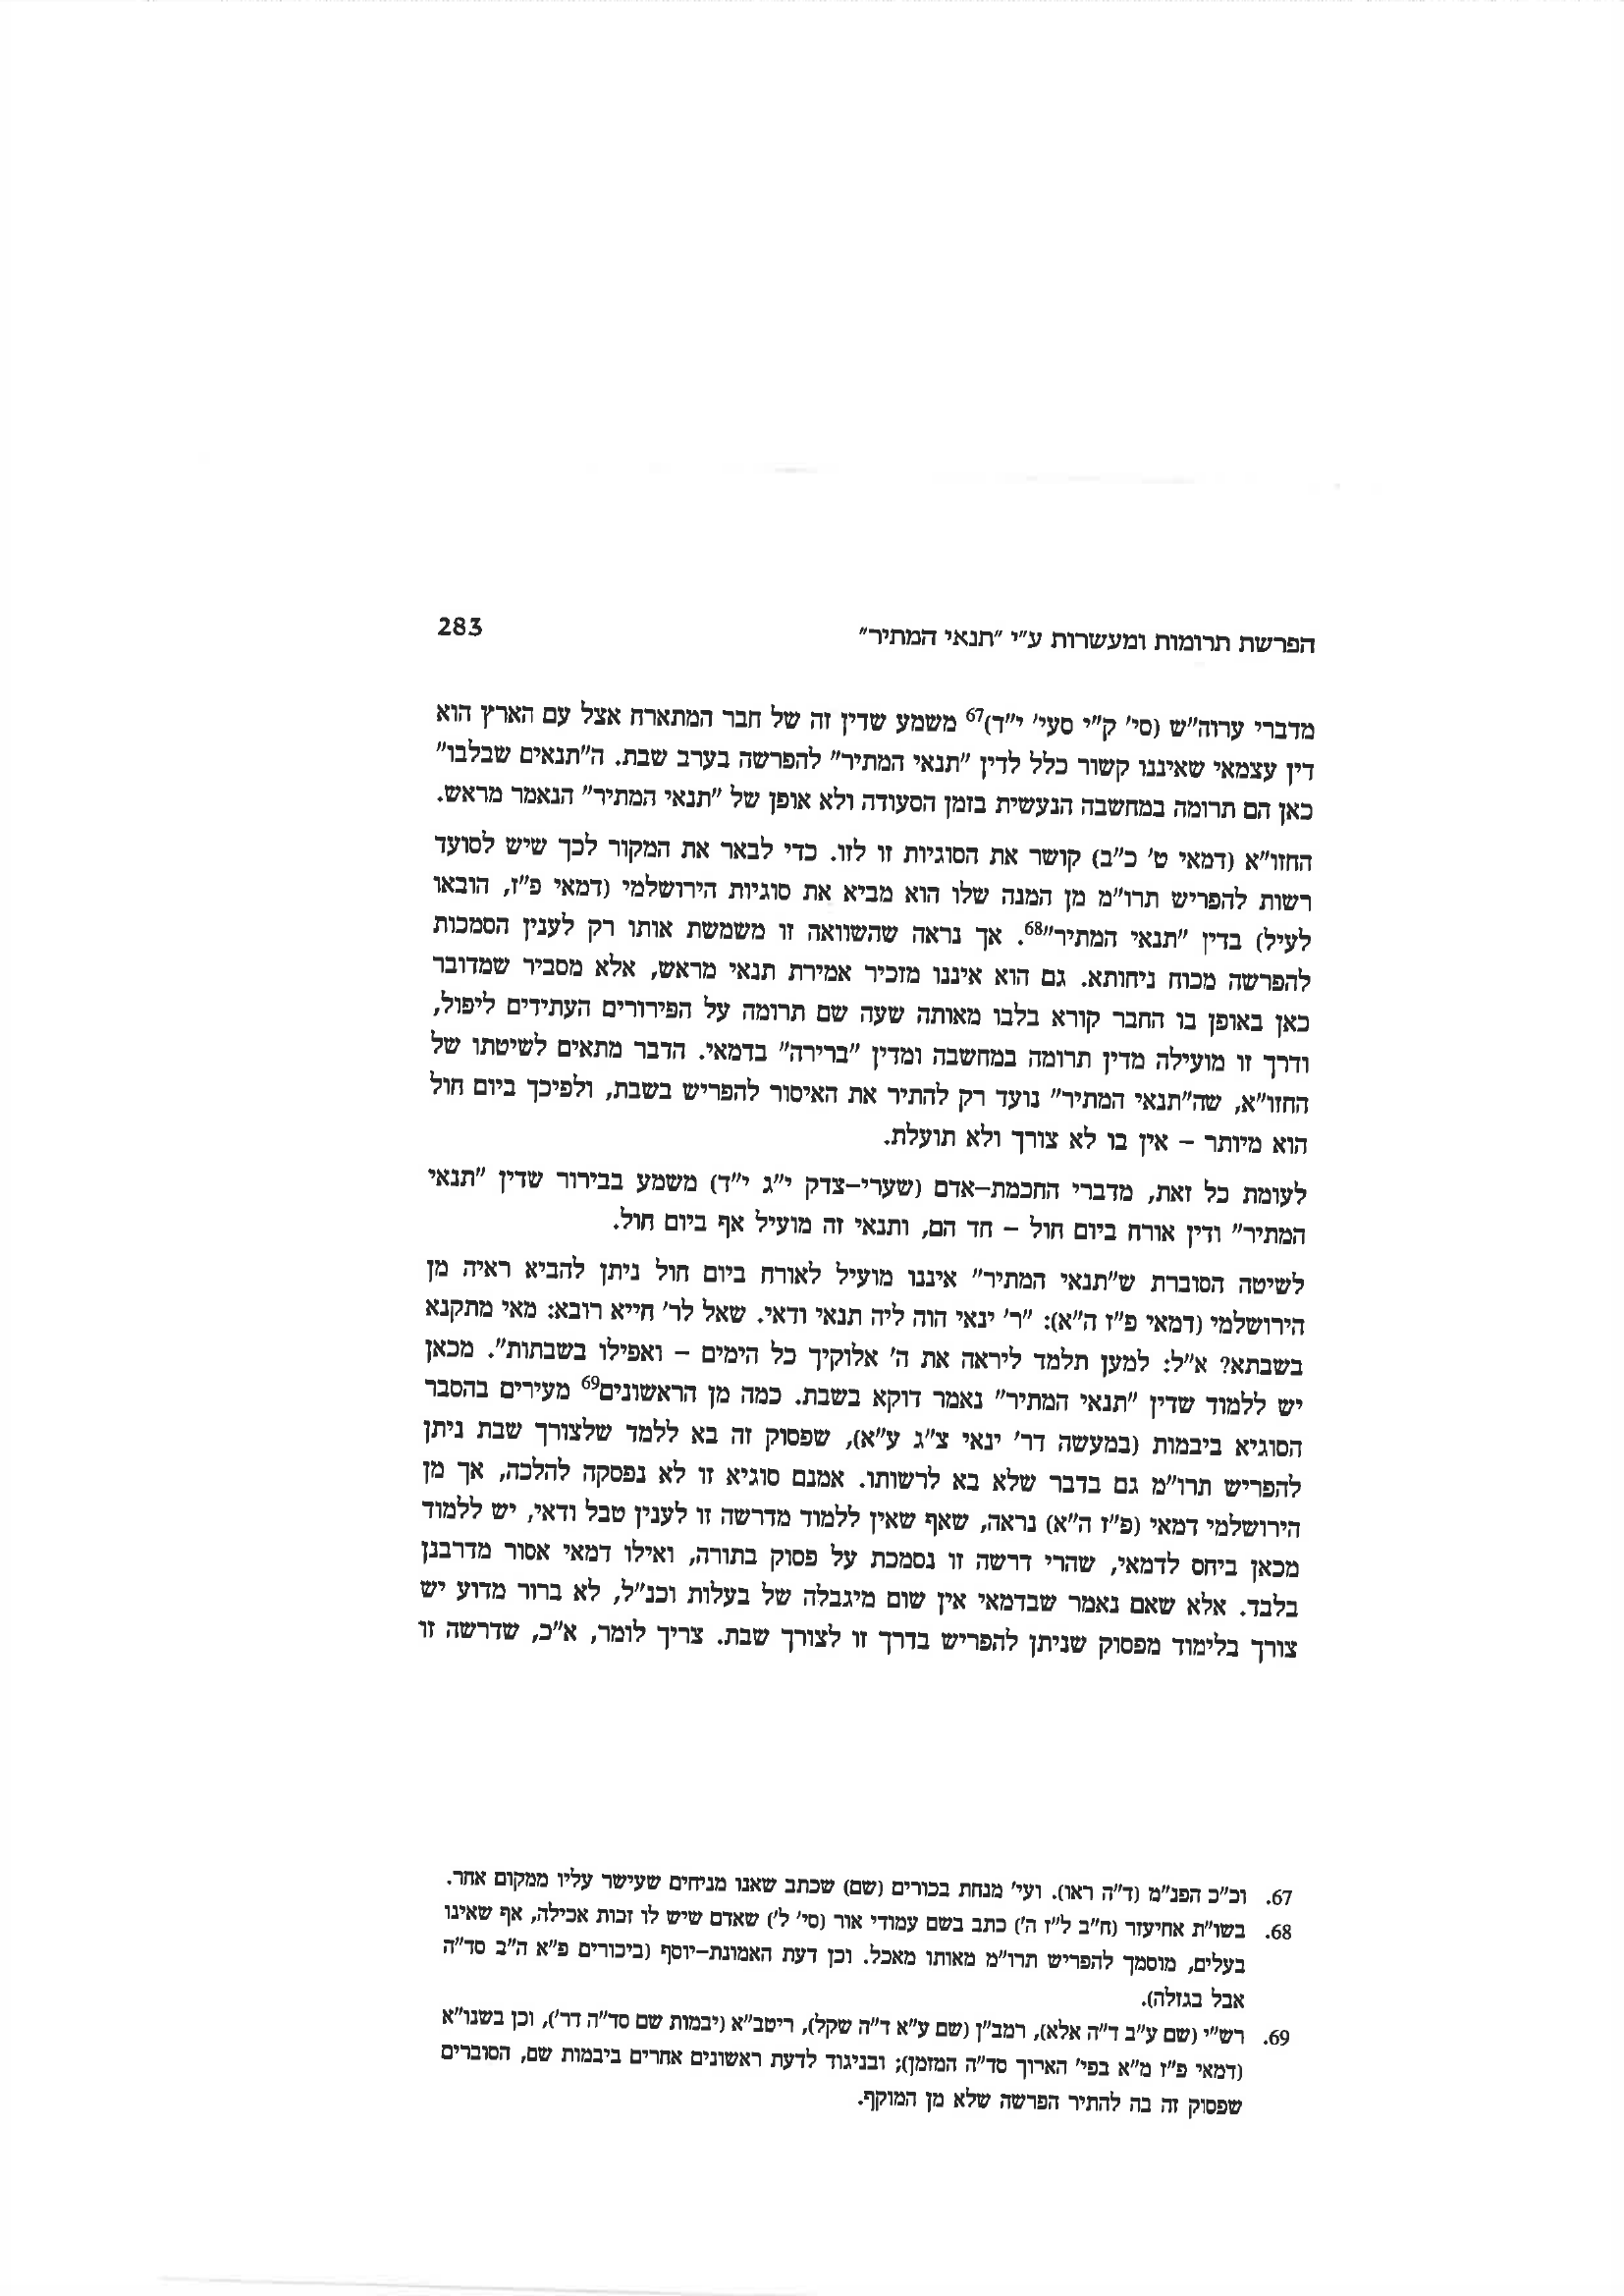 הפרשת תרומות ומעשרות ע"י "תנאי המתיר"
283
מדברי ערוה"ש (סי' ק"י סעי' י"ד)67 משמע שדין זה של חבר המתארח אצל עם הארץ הוא
דין עצמאי שאיננו קשור כלל לדין "תנאי המתיר" להפרשה בערב שבת. ה"תנאים שבלבו"
כאן הם תרומה במחשבה הנעשית בזמן הסעודה ולא אופן של "תנאי המתיר" הנאמר מראש.
החזו"א (דמאי ט' כ"ב) קושר את הסוגיות זו לזו. כדי לבאר את המקור לכך שיש לסועד
רשות להפריש תרו"מ מן המנה שלו הוא מביא את סוגיות הירושלמי (דמאי פ"ז, הובאו
לעיל) בדין "תנאי המתיר"68. אך נראה שהשוואה זו משמשת אותו רק לענין הסמכות
להפרשה מכוח ניחותא. גם הוא איננו מזכיר אמירת תנאי מראש, אלא מסביר שמדובר
כאן באופן בו החבר קורא בלבו מאותה שעה שם תרומה על הפירורים העתידים ליפול,
ודרך זו מועילה מדין תרומה במחשבה ומדין "ברירה" בדמאי. הדבר מתאים לשיטתו של
החזו"א, שה"תנאי המתיר" נועד רק להתיר את האיסור להפריש בשבת, ולפיכך ביום חול
הוא מיותר – אין בו לא צורך ולא תועלת.
לעומת כל זאת, מדברי החכמת–אדם (שערי–צדק י"ג י"ד) משמע בבירור שדין "תנאי
המתיר" ודין אורח ביום חול – חד הם, ותנאי זה מועיל אף ביום חול.
לשיטה הסוברת ש"תנאי המתיר" איננו מועיל לאורח ביום חול ניתן להביא ראיה מן
הירושלמי (דמאי פ"ז ה"א): "ר' ינאי הוה ליה תנאי ודאי. שאל לר' חייא רובא: מאי מתקנא
בשבתא? א"ל: למען תלמד ליראה את ה' אלוקיך כל הימים – ואפילו בשבתות". מכאן
יש ללמוד שדין "תנאי המתיר" נאמר דוקא בשבת. כמה מן הראשונים69 מעירים בהסבר
הסוגיא ביבמות (במעשה דר' ינאי צ"ג ע"א), שפסוק זה בא ללמד שלצורך שבת ניתן
להפריש תרו"מ גם בדבר שלא בא לרשותו. אמנם סוגיא זו לא נפסקה להלכה, אך מן
הירושלמי דמאי (פ"ז ה"א) נראה, שאף שאין ללמוד מדרשה זו לענין טבל ודאי, יש ללמוד
מכאן ביחס לדמאי, שהרי דרשה זו נסמכת על פסוק בתורה, ואילו דמאי אסור מדרבנן
בלבד. אלא שאם נאמר שבדמאי אין שום מיגבלה של בעלות וכנ"ל, לא ברור מדוע יש
צורך בלימוד מפסוק שניתן להפריש בדרך זו לצורך שבת. צריך לומר, א"כ, שדרשה זו
67. וכ"כ הפנ"מ (ד"ה ראו). ועי' מנחת בכורים (שם) שכתב שאנו מניחים שעישר עליו ממקום אחר.
68. בשו"ת אחיעזר (ח"ב ל"ז ה') כתב בשם עמודי אור (סי' ל') שאדם שיש לו זכות אכילה, אף שאינו
בעלים, מוסמך להפריש תרו"מ מאותו מאכל. וכן דעת האמונת–יוסף (ביכורים פ"א ה"ב סד"ה
אבל בגזלה).
69. רש"י (שם ע"ב ד"ה אלא), רמב"ן (שם ע"א ד"ה שקל), ריטב"א (יבמות שם סד"ה דר'), וכן בשנו"א
(דמאי פ"ז מ"א בפי' הארוך סד"ה המזמן); ובניגוד לדעת ראשונים אחרים ביבמות שם, הסוברים
שפסוק זה בה להתיר הפרשה שלא מן המוקף.